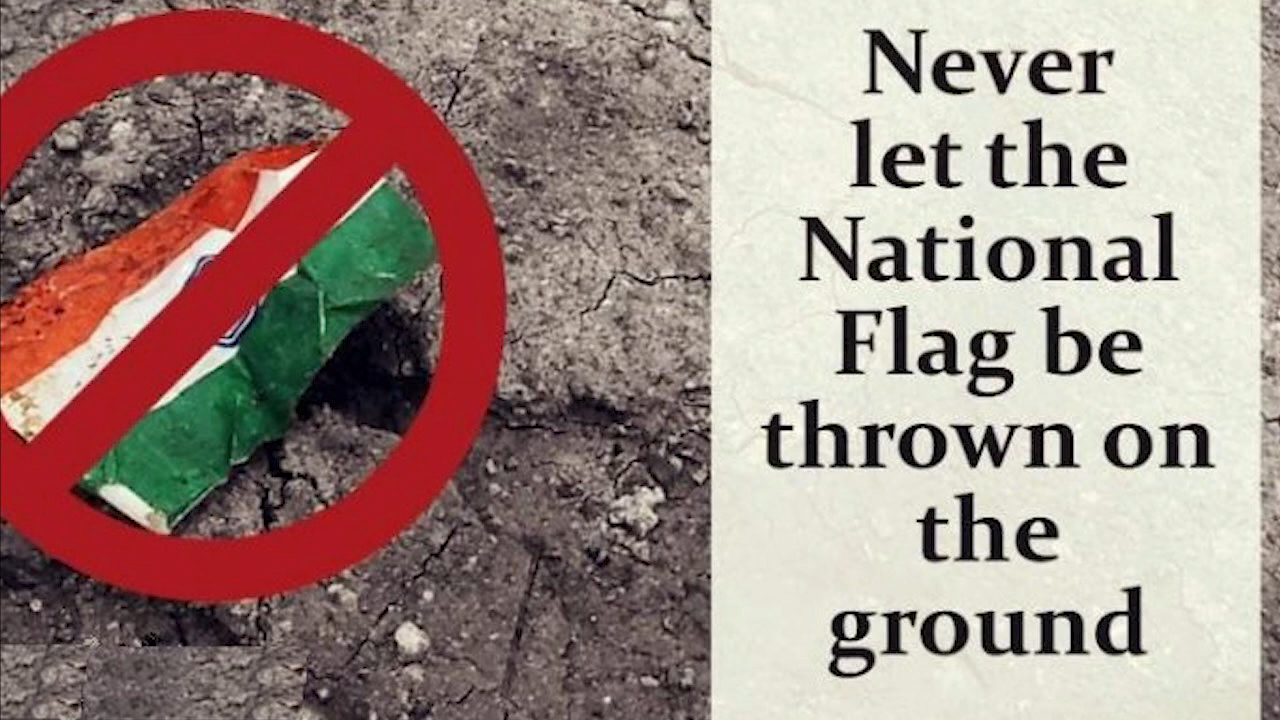 Never
let the
National
Flag be
thrown on
the
ground